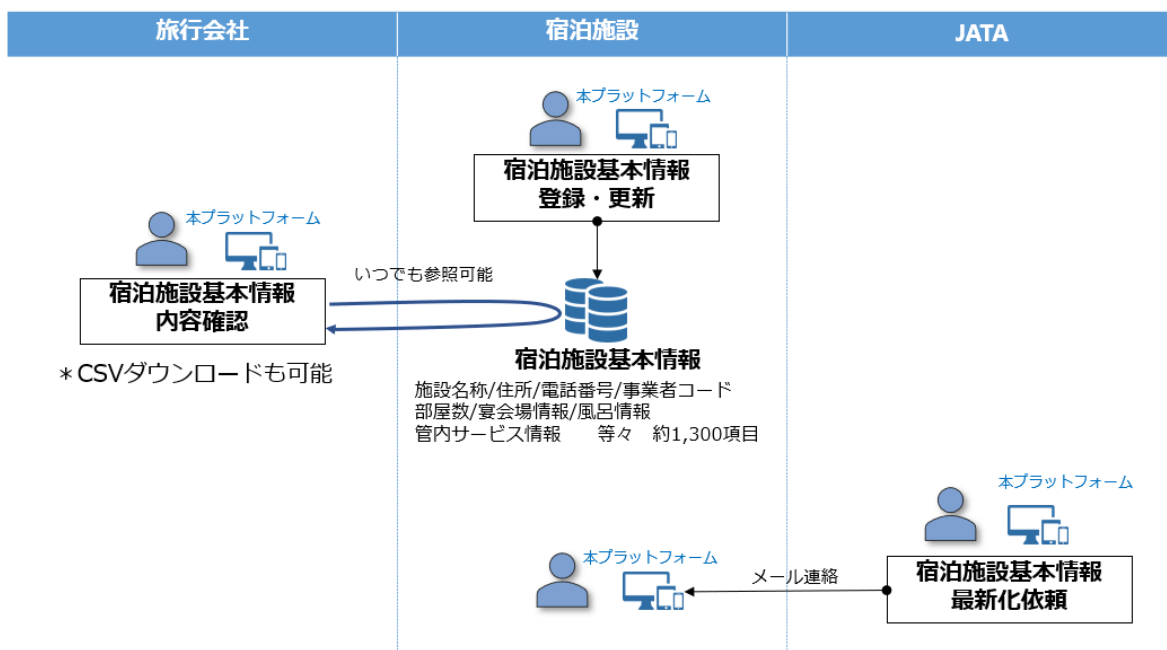 旅行会社
宿泊施設
JATA
本プラットフォーム
宿泊施設基本情報
登録・更新
本プラットフォーム
宿泊施設基本情報
内容確認
いつでも参照可能
＊CSVダウンロードも可能
宿泊施設基本情報
施設名称/住所/電話番号/事業者コード
部屋数/宴会場情報/風呂情報
管内サービス情報　　等々　約1,300項目
本プラットフォーム
宿泊施設基本情報
最新化依頼
メール連絡
本プラットフォーム